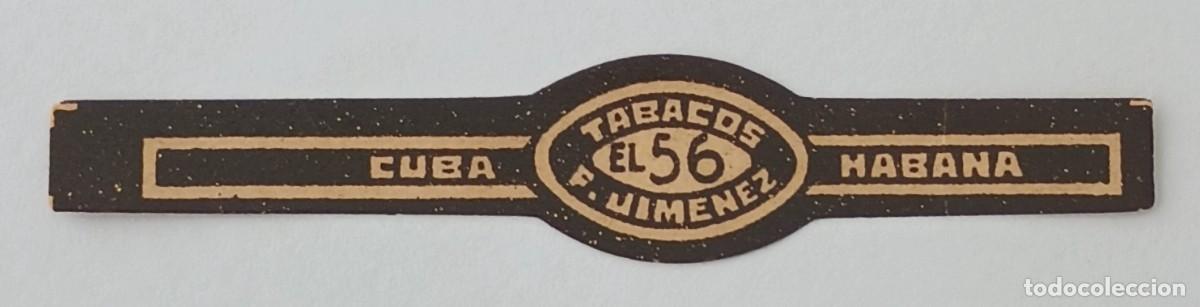 TABACOS
CUBA EL 56 HABANA
F. JIMENEZ
todocoleccion